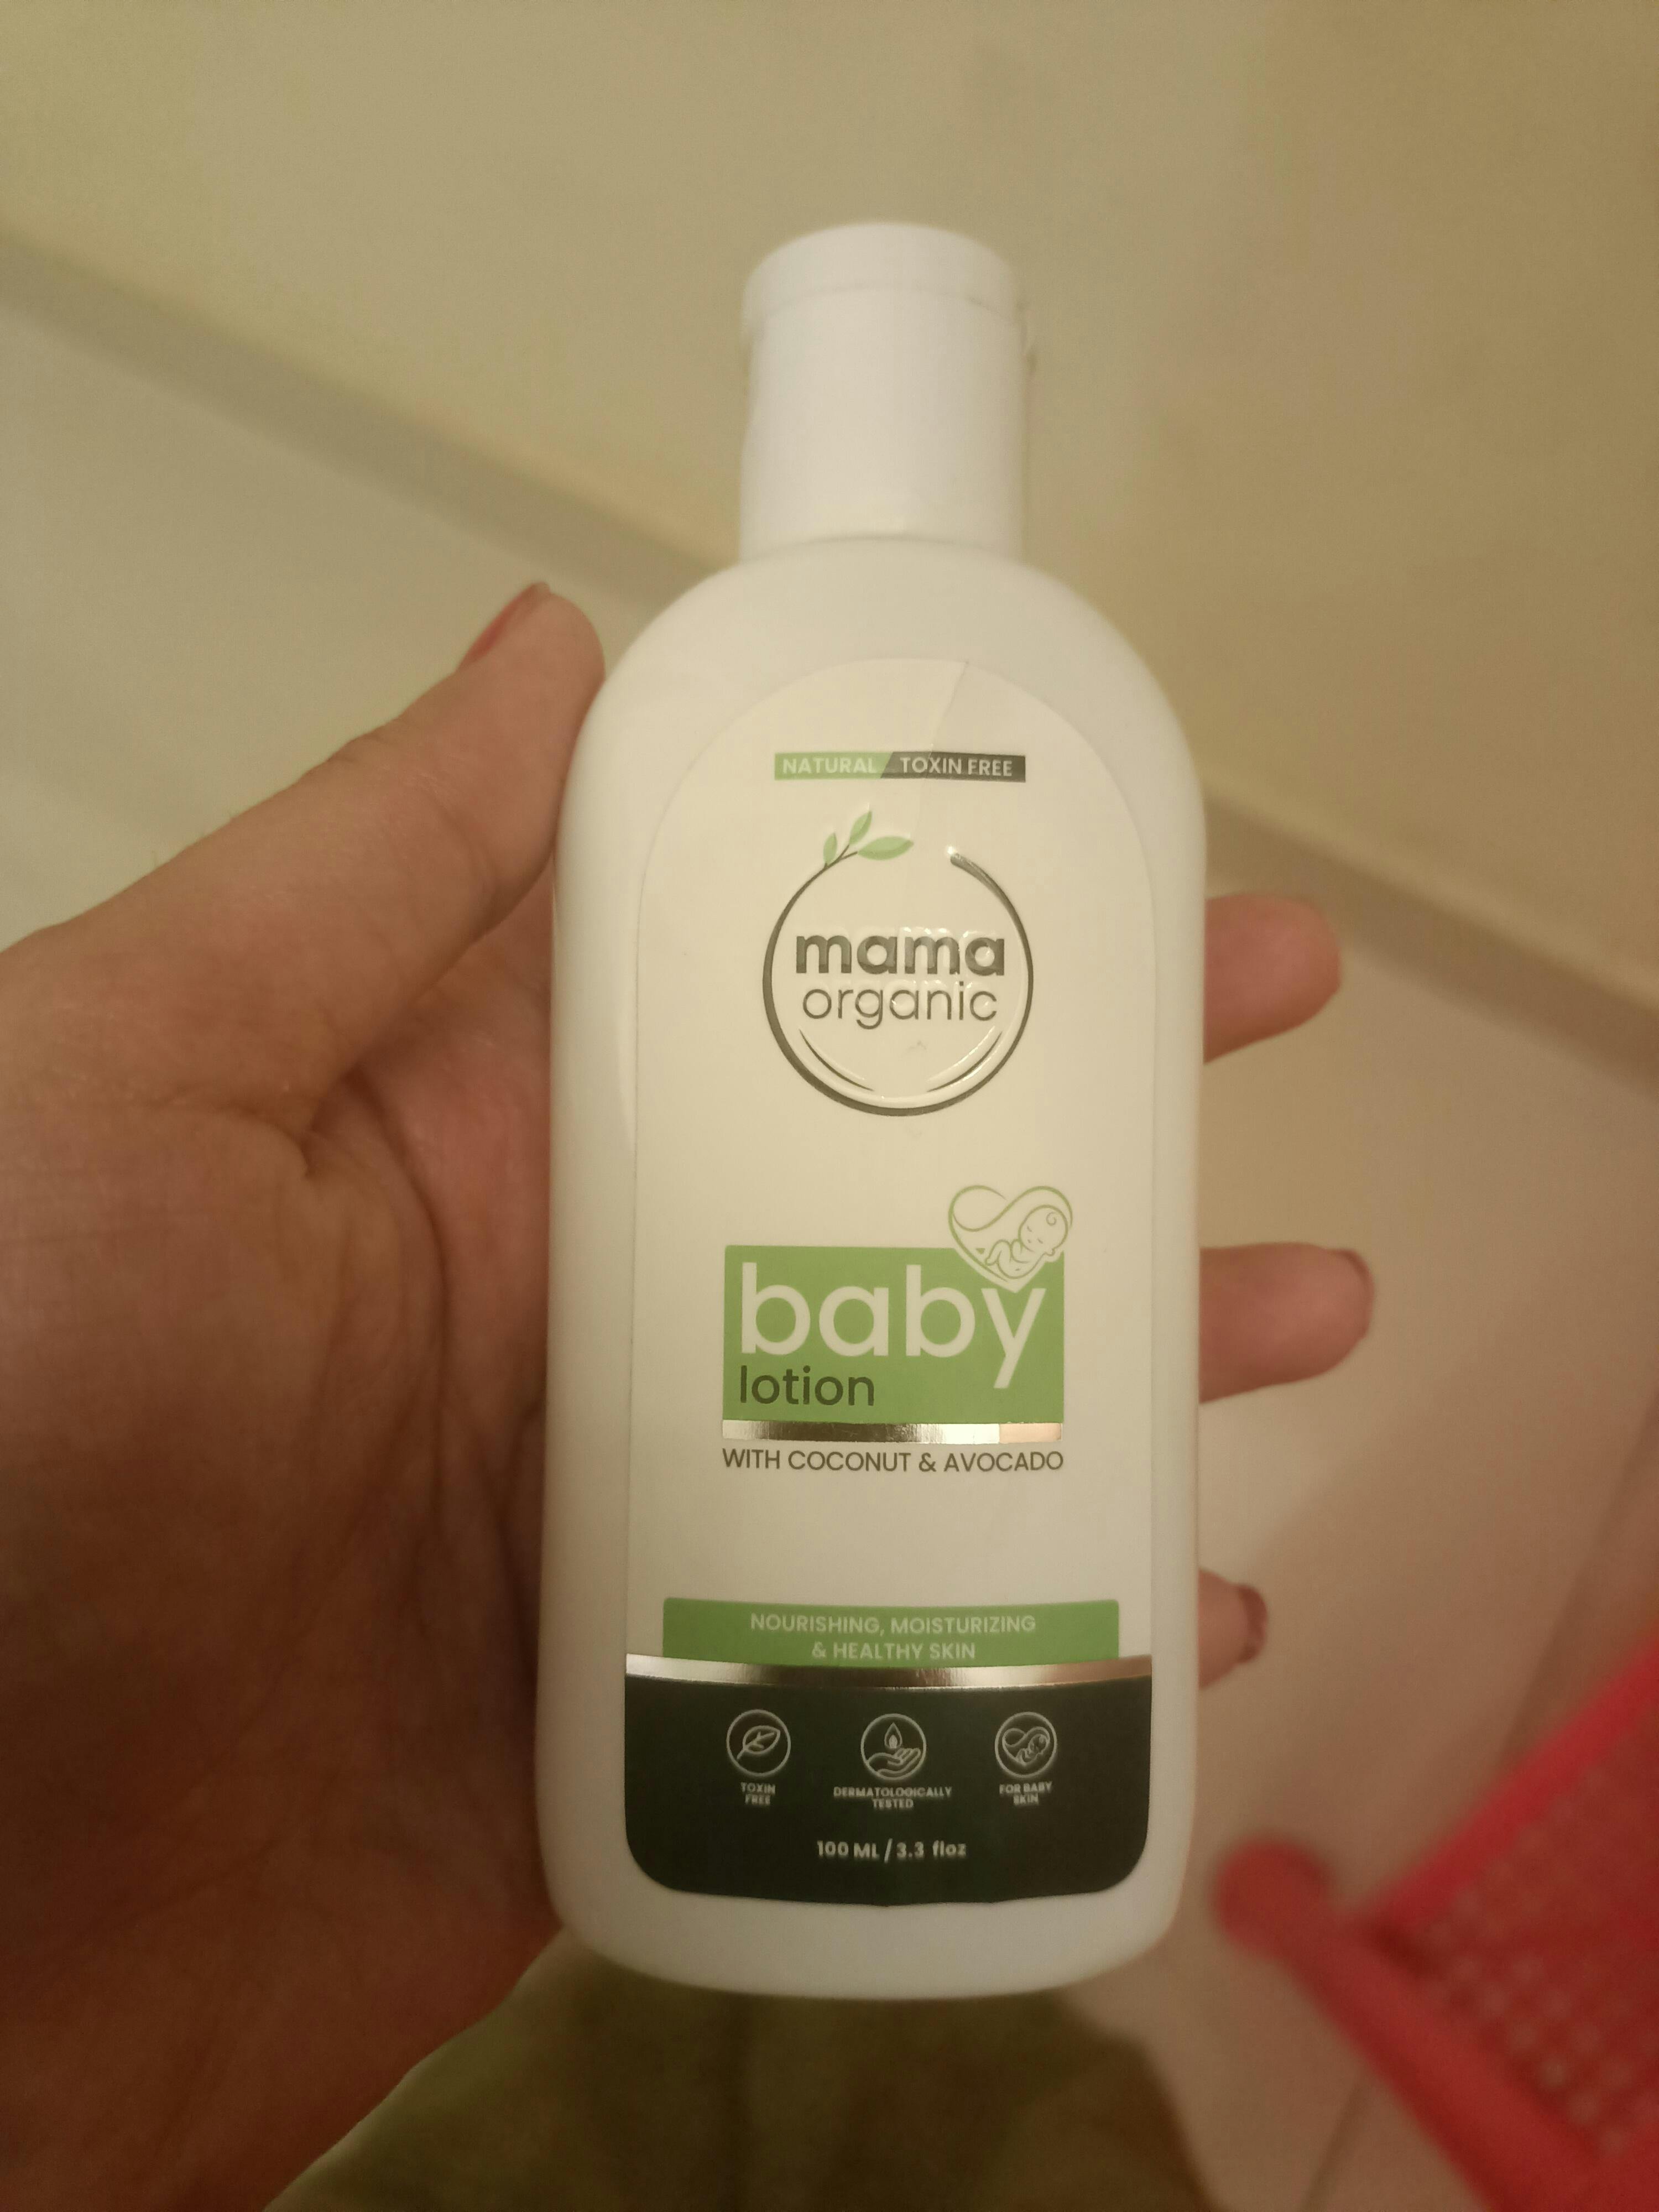 NATURAL TOXIN FREE
mama
organic
baby
lotion
WITH COCONUT & AVOCADO
NOURISHING, MOISTURIZING
& HEALTHY SKIN
TOXIN
FREE
DERMATOLOGICALLY
TESTED
FOR BABY
SKIN
100 ML / 3.3 floz